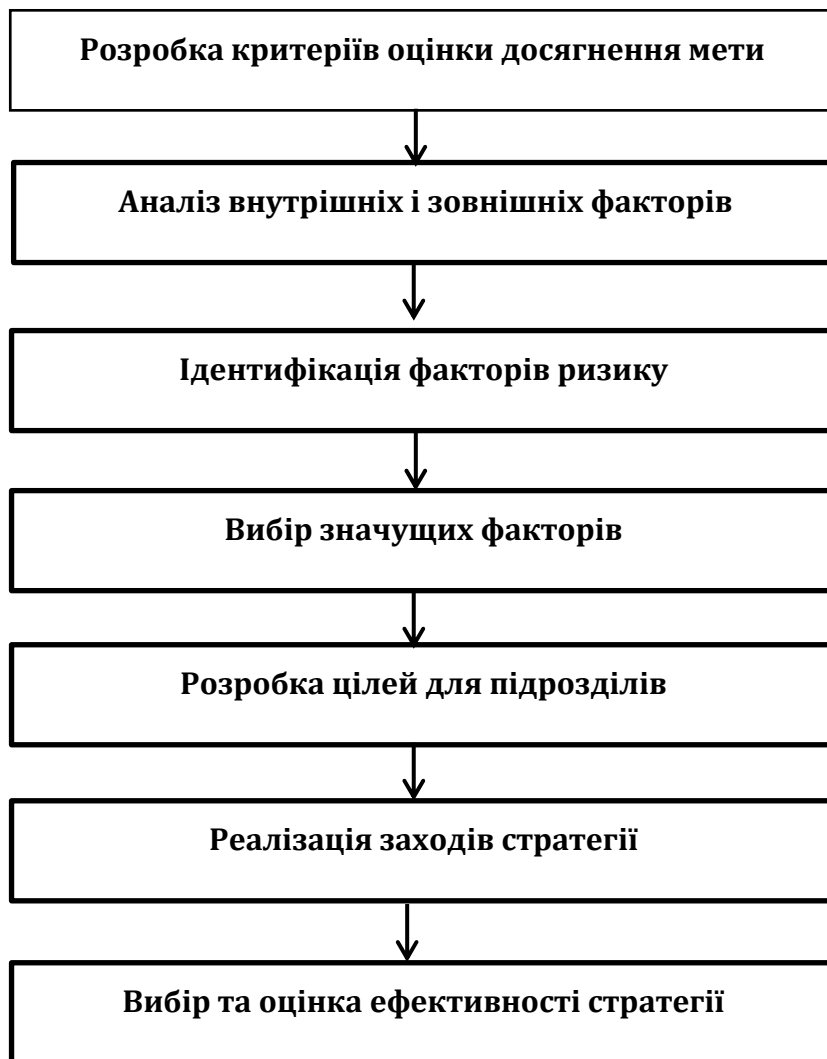 Розробка критеріїв оцінки досягнення мети
Аналіз внутрішніх і зовнішніх факторів
Ідентифікація факторів ризику
Вибір значущих факторів
Розробка цілей для підрозділів
Реалізація заходів стратегії
Вибір та оцінка ефективності стратегії